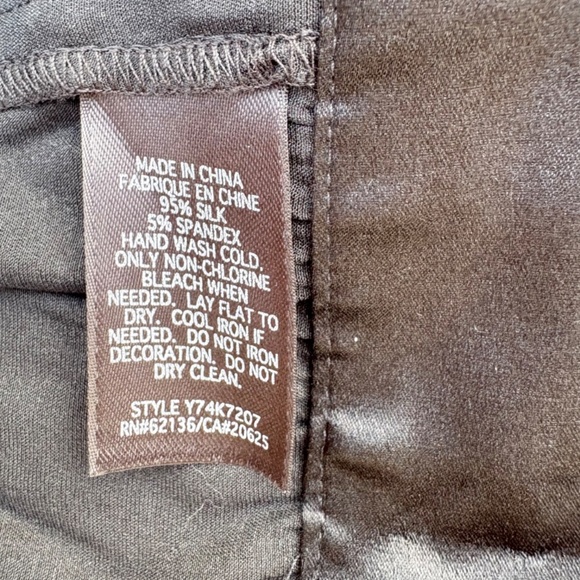 MADE IN CHINA
FABRIQUE EN CHINE
95% SILK
5% SPANDEX
HAND WASH COLD,
ONLY NON-CHLORINE
BLEACH WHEN
NEEDED. LAY FLAT TO
DRY. COOL IRON IF
NEEDED. DO NOT IRON
DECORATION. DO NOT
DRY CLEAN.
STYLE Y74K7207
RN#62136/CA#20625